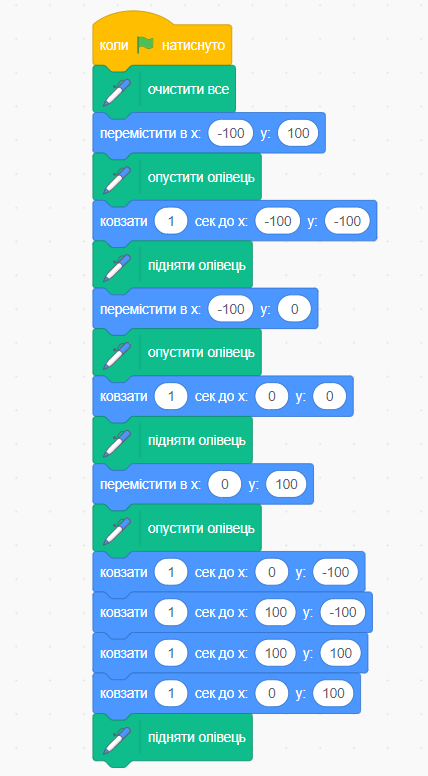 коли натиснуто
очистити все
перемістити в x: -100 y: 100
опустити олівець
ковзати 1 сек до x: -100 y: -100
підняти олівець
перемістити в x: -100 y: 0
опустити олівець
ковзати 1 сек до x: 0 y: 0
підняти олівець
перемістити в x: 0 y: 100
опустити олівець
ковзати 1 сек до x: 0 y: -100
ковзати 1 сек до x: 100 y: -100
ковзати 1 сек до x: 100 y: 100
ковзати 1 сек до x: 0 y: 100
підняти олівець